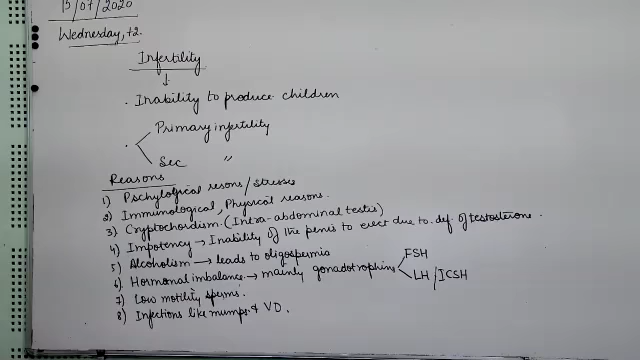 15/07/2020
Wednesday, +2.
Infertility
↓
· Inability to produce children
· Primary infertility
Sec "
Reasons
1) Pschylogical resons/stresse
2) Immunological, Physical reasons.
3) Cryptochordism. (Intra-abdominal testis)
4) Impotency → Inability of the penis to erect due to def. of testosterone.
5) Alcoholism → leads to oligospermia
6) Hormonal imbalance → mainly gonadotrophins FSH
LH/ICSH
7) Low motility sperms.
8) Infections like mumps & VD.